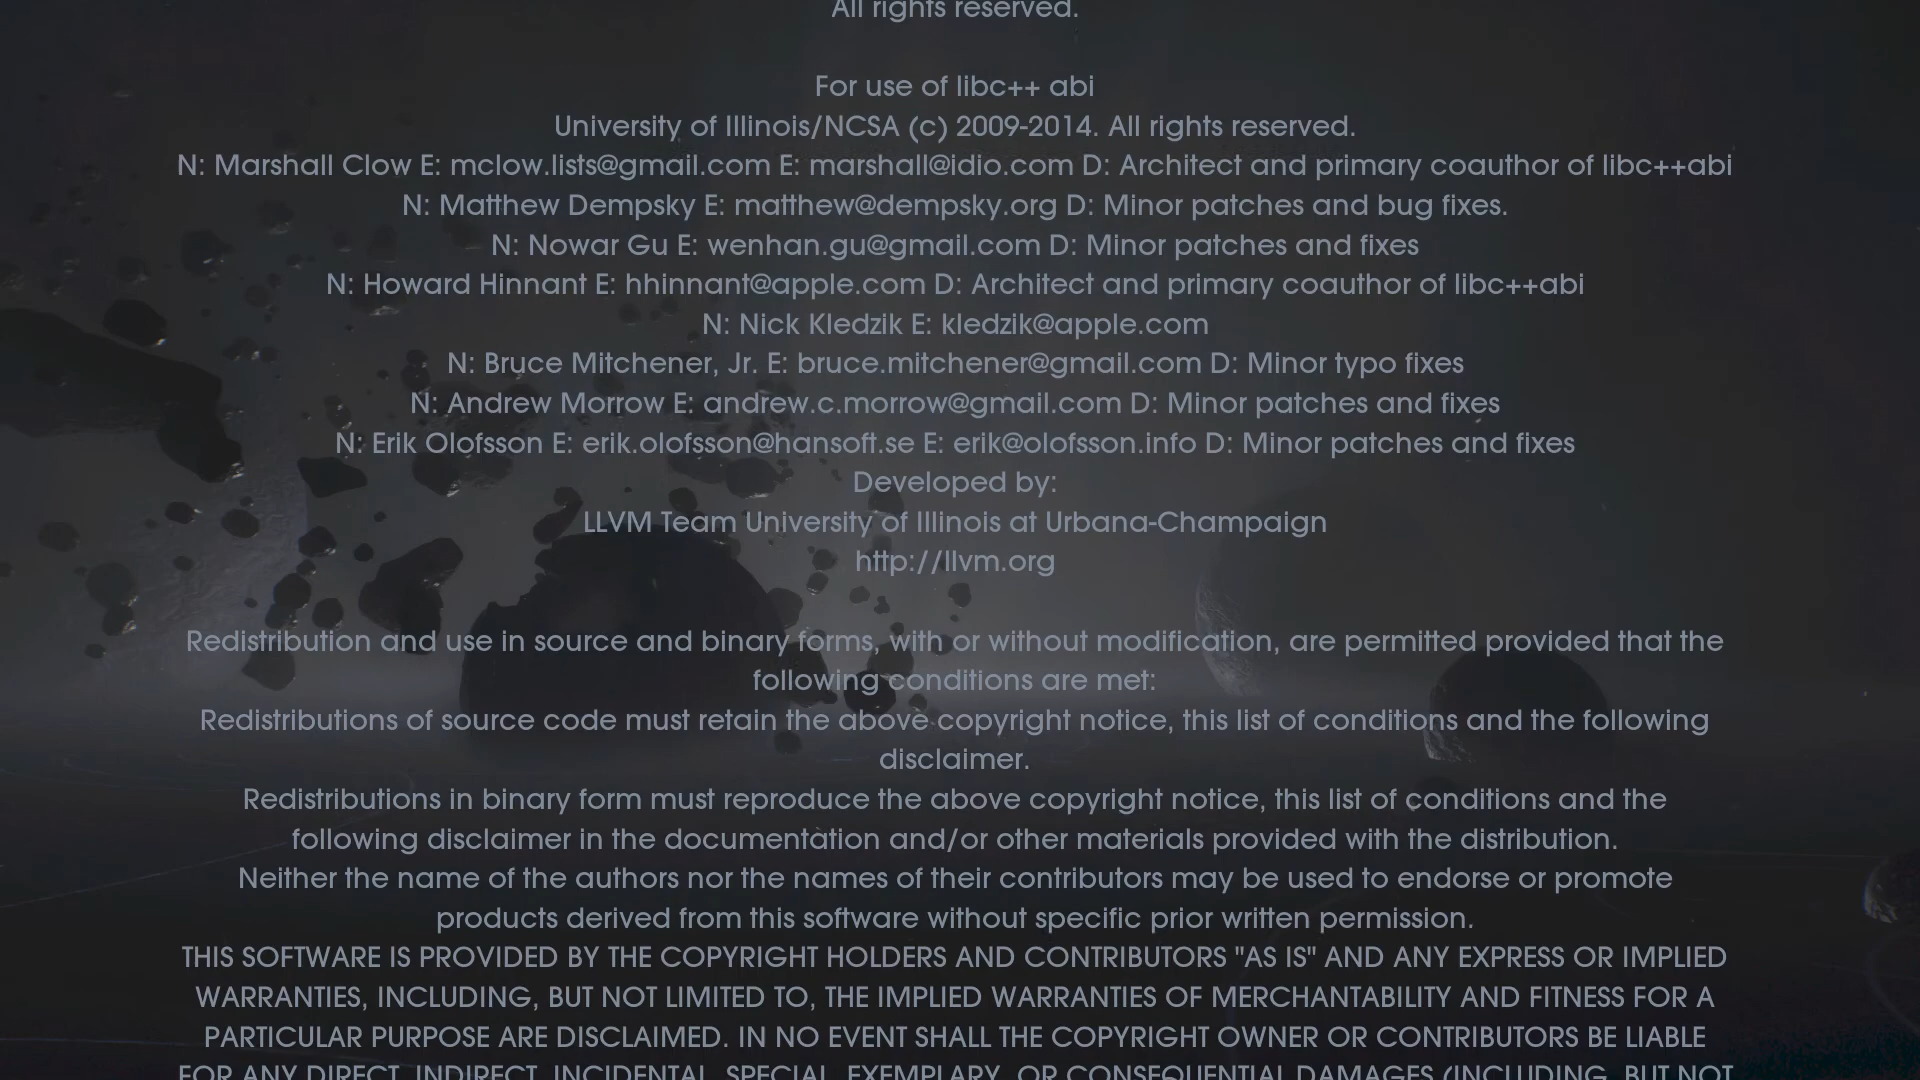 All rights reserved.
For use of libc++ abi
University of Illinois/NCSA (c) 2009-2014. All rights reserved.
N: Marshall Clow E: mclow.lists@gmail.com E: marshall@idio.com D: Architect and primary coauthor of libc++abi
N: Matthew Dempsky E: matthew@dempsky.org D: Minor patches and bug fixes.
N: Nowar Gu E: wenhan.gu@gmail.com D: Minor patches and fixes
N: Howard Hinnant E: hhinnant@apple.com D: Architect and primary coauthor of libc++abi
N: Nick Kledzik E: kledzik@apple.com
N: Bruce Mitchener, Jr. E: bruce.mitchener@gmail.com D: Minor typo fixes
N: Andrew Morrow E: andrew.c.morrow@gmail.com D: Minor patches and fixes
N: Erik Olofsson E: erik.olofsson@hansoft.se E: erik@olofsson.info D: Minor patches and fixes
Developed by:
LLVM Team University of Illinois at Urbana-Champaign
http://llvm.org
Redistribution and use in source and binary forms, with or without modification, are permitted provided that the
following conditions are met:
Redistributions of source code must retain the above copyright notice, this list of conditions and the following
disclaimer.
Redistributions in binary form must reproduce the above copyright notice, this list of conditions and the
following disclaimer in the documentation and/or other materials provided with the distribution.
Neither the name of the authors nor the names of their contributors may be used to endorse or promote
products derived from this software without specific prior written permission.
THIS SOFTWARE IS PROVIDED BY THE COPYRIGHT HOLDERS AND CONTRIBUTORS "AS IS" AND ANY EXPRESS OR IMPLIED
WARRANTIES, INCLUDING, BUT NOT LIMITED TO, THE IMPLIED WARRANTIES OF MERCHANTABILITY AND FITNESS FOR A
PARTICULAR PURPOSE ARE DISCLAIMED. IN NO EVENT SHALL THE COPYRIGHT OWNER OR CONTRIBUTORS BE LIABLE
FOR ANY DIRECT, INDIRECT, INCIDENTAL, SPECIAL, EXEMPLARY, OR CONSEQUENTIAL DAMAGES (INCLUDING, BUT NOT